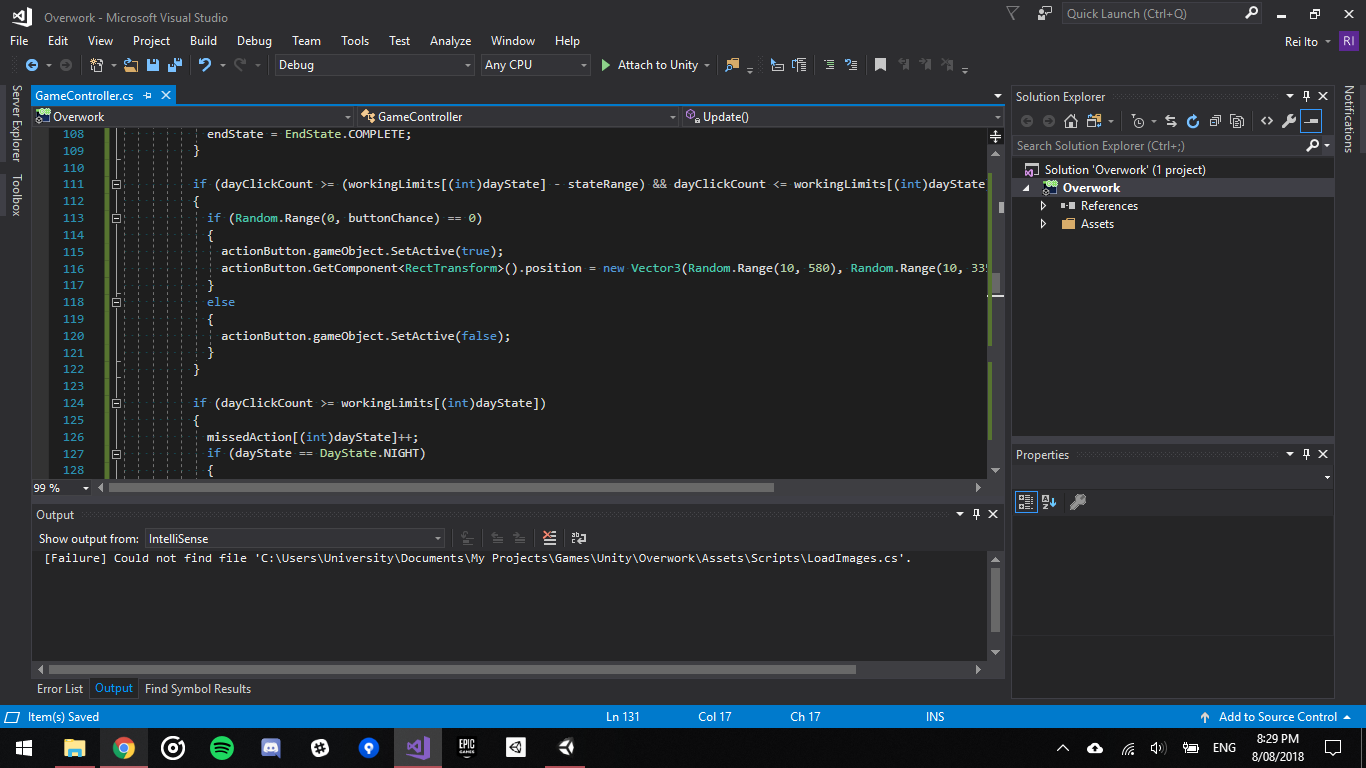 Overwork - Microsoft Visual Studio
Quick Launch (Ctrl+Q)
File Edit View Project Build Debug Team Tools Test Analyze Window Help
Rei Ito RI
Debug Any CPU Attach to Unity
Server Explorer
Toolbox
GameController.cs
Overwork GameController Update()
108 endState = EndState.COMPLETE;
109 }
110
111 if (dayClickCount >= (workingLimits[(int)dayState] - stateRange) && dayClickCount <= workingLimits[(int)dayState
112 {
113 if (Random.Range(0, buttonChance) == 0)
114 {
115 actionButton.gameObject.SetActive(true);
116 actionButton.GetComponent<RectTransform>().position = new Vector3(Random.Range(10, 580), Random.Range(10, 335
117 }
118 else
119 {
120 actionButton.gameObject.SetActive(false);
121 }
122 }
123
124 if (dayClickCount >= workingLimits[(int)dayState])
125 {
126 missedAction[(int)dayState]++;
127 if (dayState == DayState.NIGHT)
128 {
99 %
Output
Show output from: IntelliSense
[Failure] Could not find file 'C:\Users\University\Documents\My Projects\Games\Unity\Overwork\Assets\Scripts\LoadImages.cs'.
Error List Output Find Symbol Results
Solution Explorer
Search Solution Explorer (Ctrl+;)
Solution 'Overwork' (1 project)
Overwork
References
Assets
Properties
Notifications
Item(s) Saved Ln 131 Col 17 Ch 17 INS Add to Source Control
EPIC GAMES
ENG
8:29 PM
8/08/2018